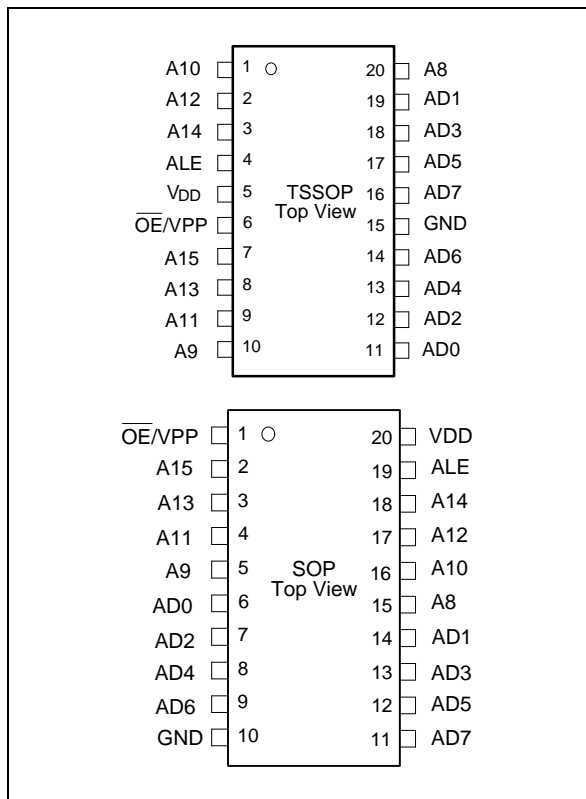 A10 1 20 A8
A12 2 19 AD1
A14 3 18 AD3
ALE 4 17 AD5
VDD 5 TSSOP 16 AD7
Top View
OE/VPP 6 15 GND
A15 7 14 AD6
A13 8 13 AD4
A11 9 12 AD2
A9 10 11 AD0
OE/VPP 1 20 VDD
A15 2 19 ALE
A13 3 18 A14
A11 4 17 A12
A9 5 SOP 16 A10
Top View
AD0 6 15 A8
AD2 7 14 AD1
AD4 8 13 AD3
AD6 9 12 AD5
GND 10 11 AD7